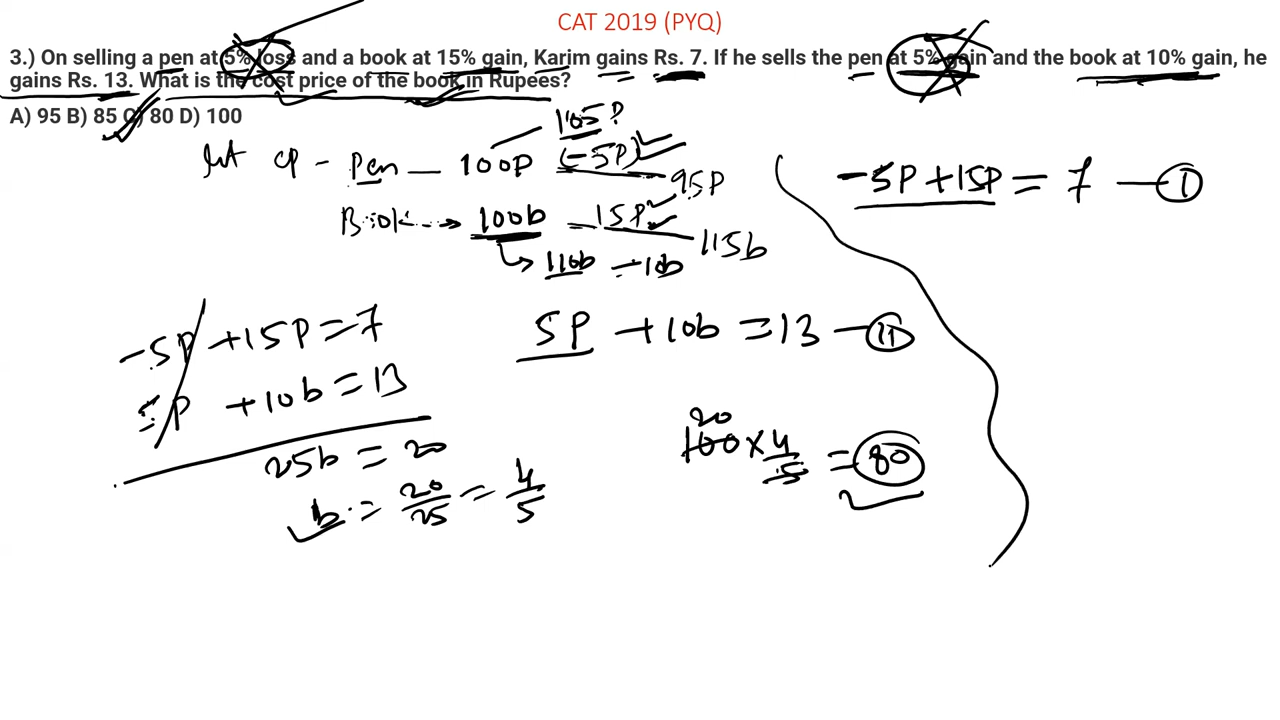 CAT 2019 (PYQ)
3.) On selling a pen at 5% loss and a book at 15% gain, Karim gains Rs. 7. If he sells the pen at 5% gain and the book at 10% gain, he
gains Rs. 13. What is the cost price of the book in Rupees?
A) 95 B) 85 C) 80 D) 100
105P
let CP - Pen — 100P (-5P)
95P
Book → 100b = 15P
115b
→ 110b = 10b
-5P + 15P = 7 — ①
5P + 10b = 13 — ⑪
-5P + 15P = 7
5P + 10b = 13
25b = 20
b = 20/25 = 4/5
20
100 × 4/5 = 80